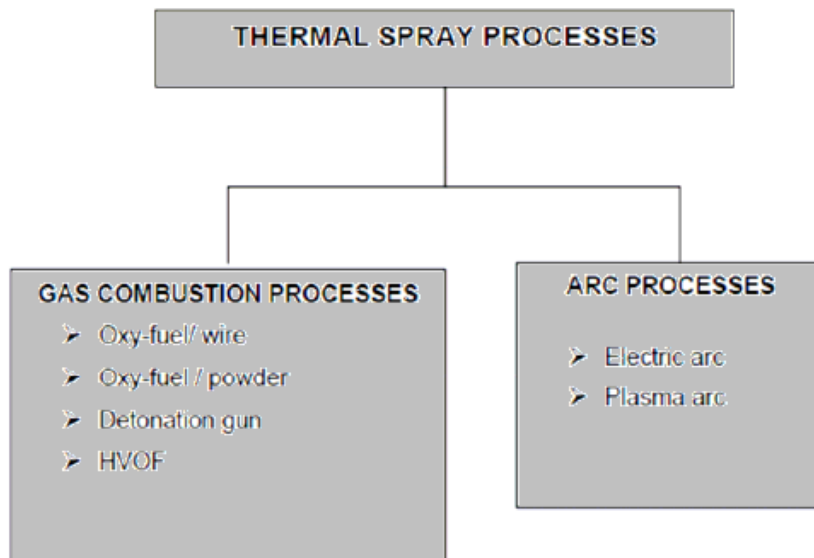 THERMAL SPRAY PROCESSES
GAS COMBUSTION PROCESSES
➢ Oxy-fuel/ wire
➢ Oxy-fuel / powder
➢ Detonation gun
➢ HVOF
ARC PROCESSES
➢ Electric arc
➢ Plasma arc